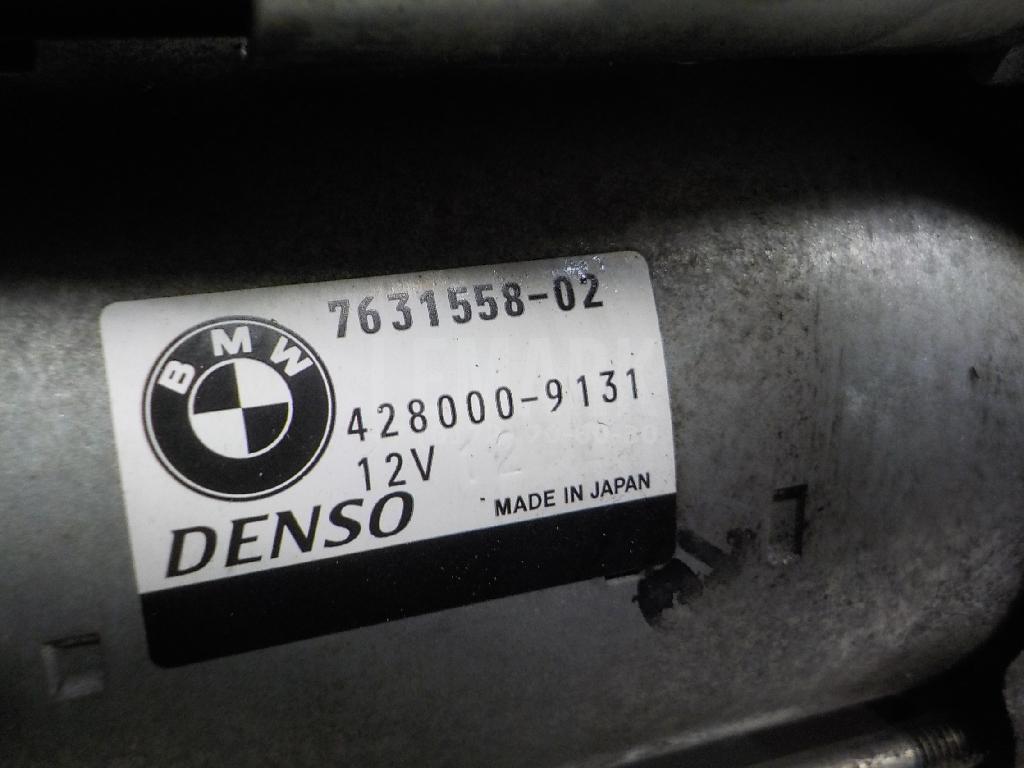 7631558-02
BMW
428000-9131
12V
DENSO
MADE IN JAPAN